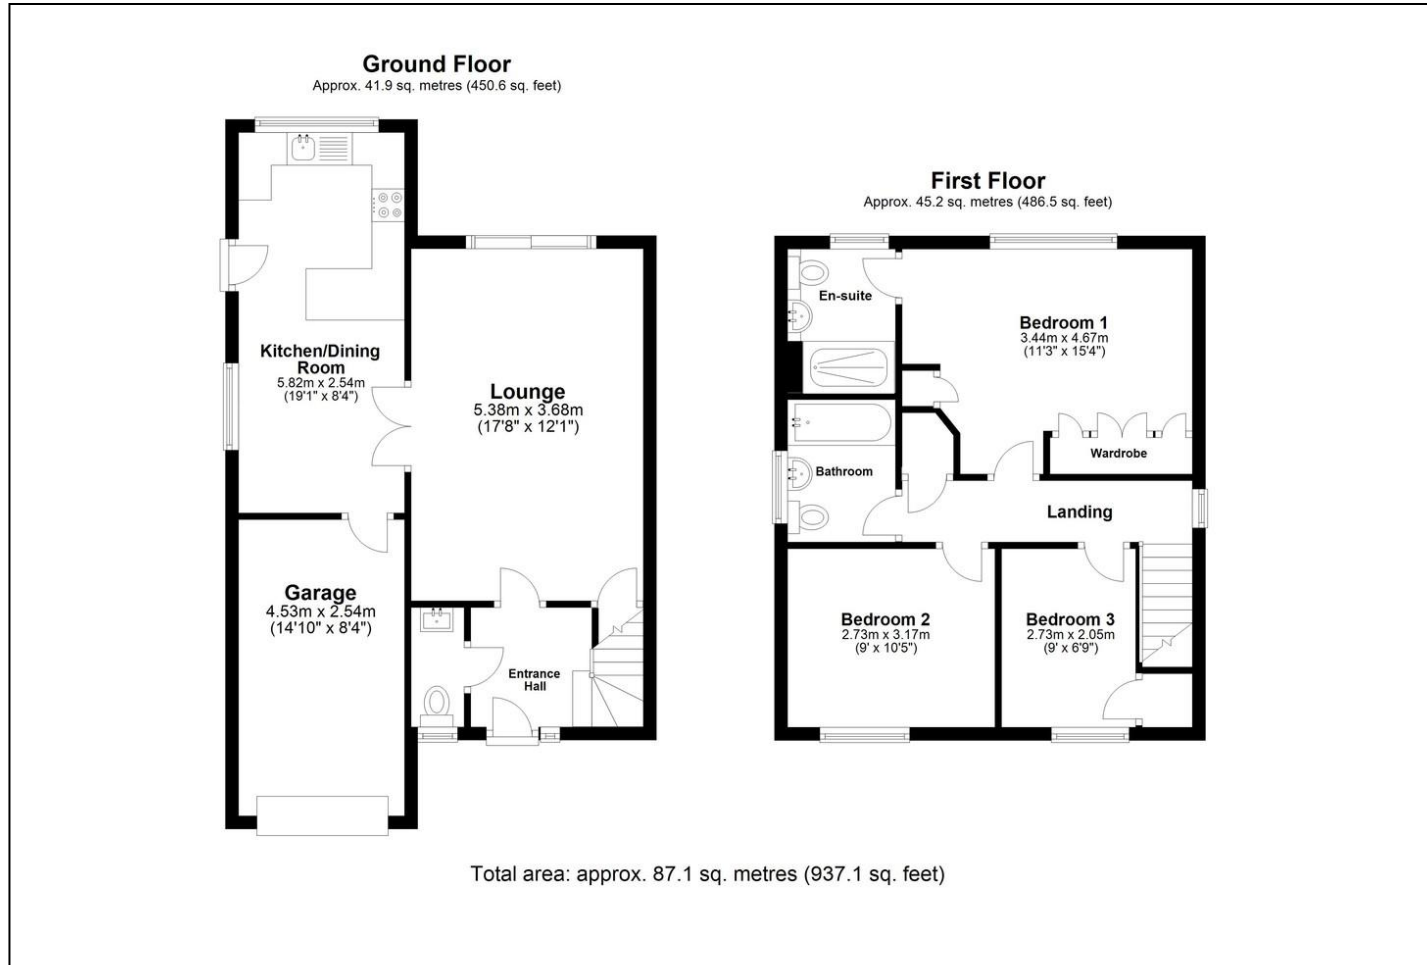 Ground Floor
Approx. 41.9 sq. metres (450.6 sq. feet)
Kitchen/Dining
Room
5.82m x 2.54m
(19'1" x 8'4")
Lounge
5.38m x 3.68m
(17'8" x 12'1")
Garage
4.53m x 2.54m
(14'10" x 8'4")
Entrance
Hall
First Floor
Approx. 45.2 sq. metres (486.5 sq. feet)
En-suite
Bedroom 1
3.44m x 4.67m
(11'3" x 15'4")
Wardrobe
Bathroom
Landing
Bedroom 2
2.73m x 3.17m
(9' x 10'5")
Bedroom 3
2.73m x 2.05m
(9' x 6'9")
Total area: approx. 87.1 sq. metres (937.1 sq. feet)